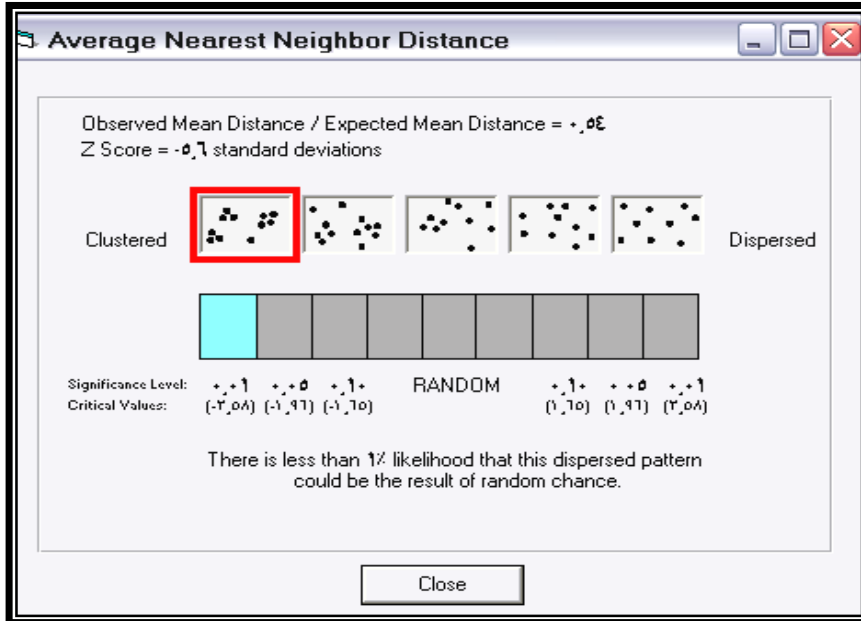 Average Nearest Neighbor Distance
Observed Mean Distance / Expected Mean Distance = ٠,٥٤
Z Score = -٥,٦ standard deviations
Clustered
Dispersed
Significance Level: ٠,٠١ ٠,٠٥ ٠,١٠ RANDOM ٠,١٠ ٠,٠٥ ٠,٠١
Critical Values: (-٢,٥٨) (-١,٩٦) (-١,٦٥) (١,٦٥) (١,٩٦) (٢,٥٨)
There is less than ١٪ likelihood that this dispersed pattern
could be the result of random chance.
Close